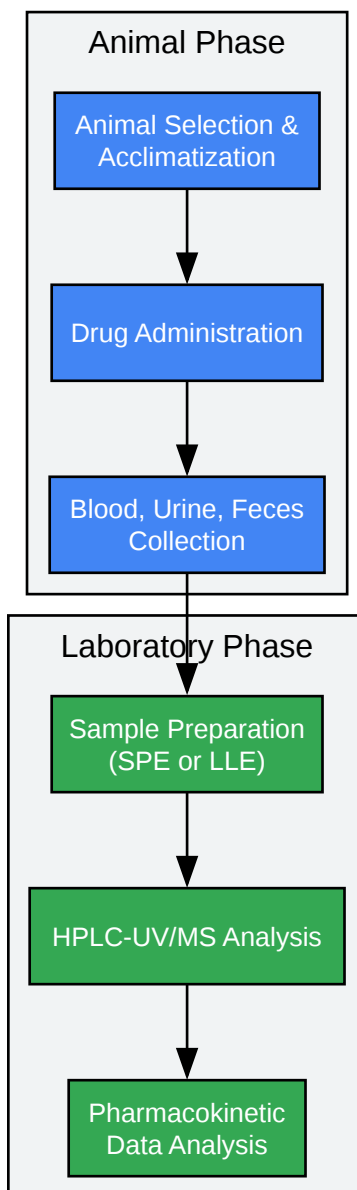 Animal Phase
Animal Selection &
Acclimatization
Drug Administration
Blood, Urine, Feces
Collection
Laboratory Phase
Sample Preparation
(SPE or LLE)
HPLC-UV/MS Analysis
Pharmacokinetic
Data Analysis